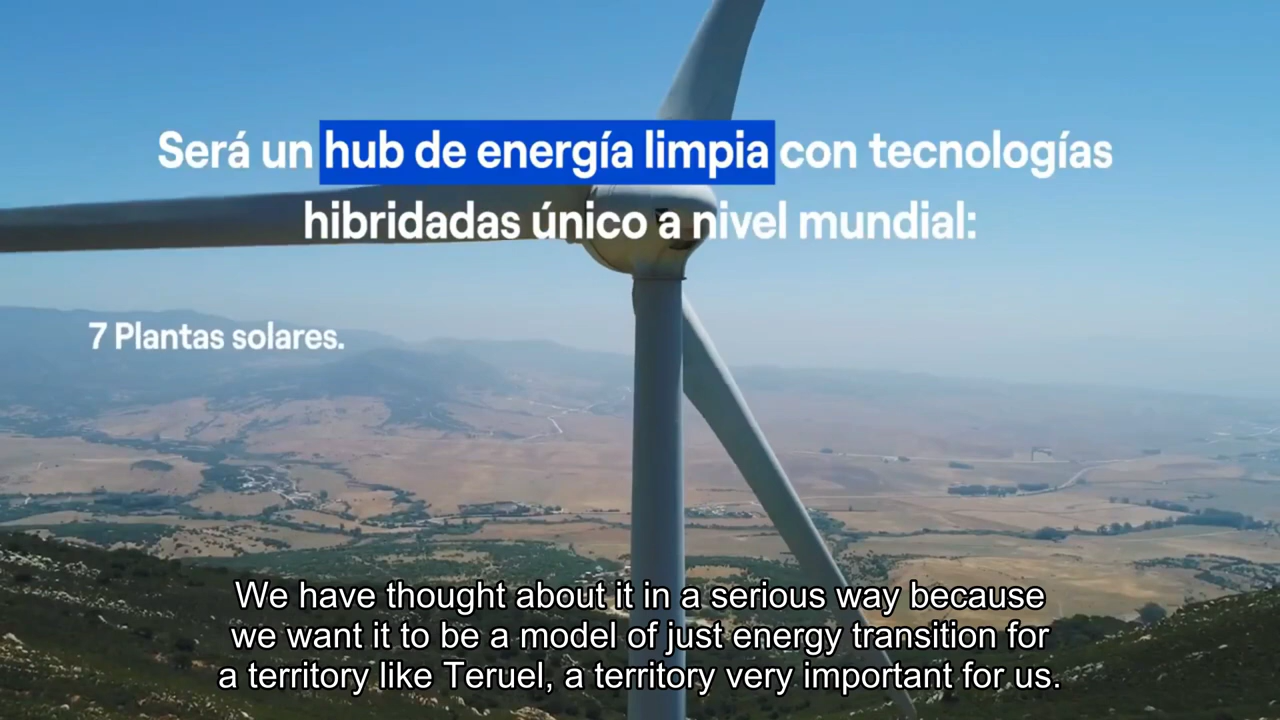 Será un hub de energía limpia con tecnologías
hibridadas único a nivel mundial:
7 Plantas solares.
We have thought about it in a serious way because
we want it to be a model of just energy transition for
a territory like Teruel, a territory very important for us.